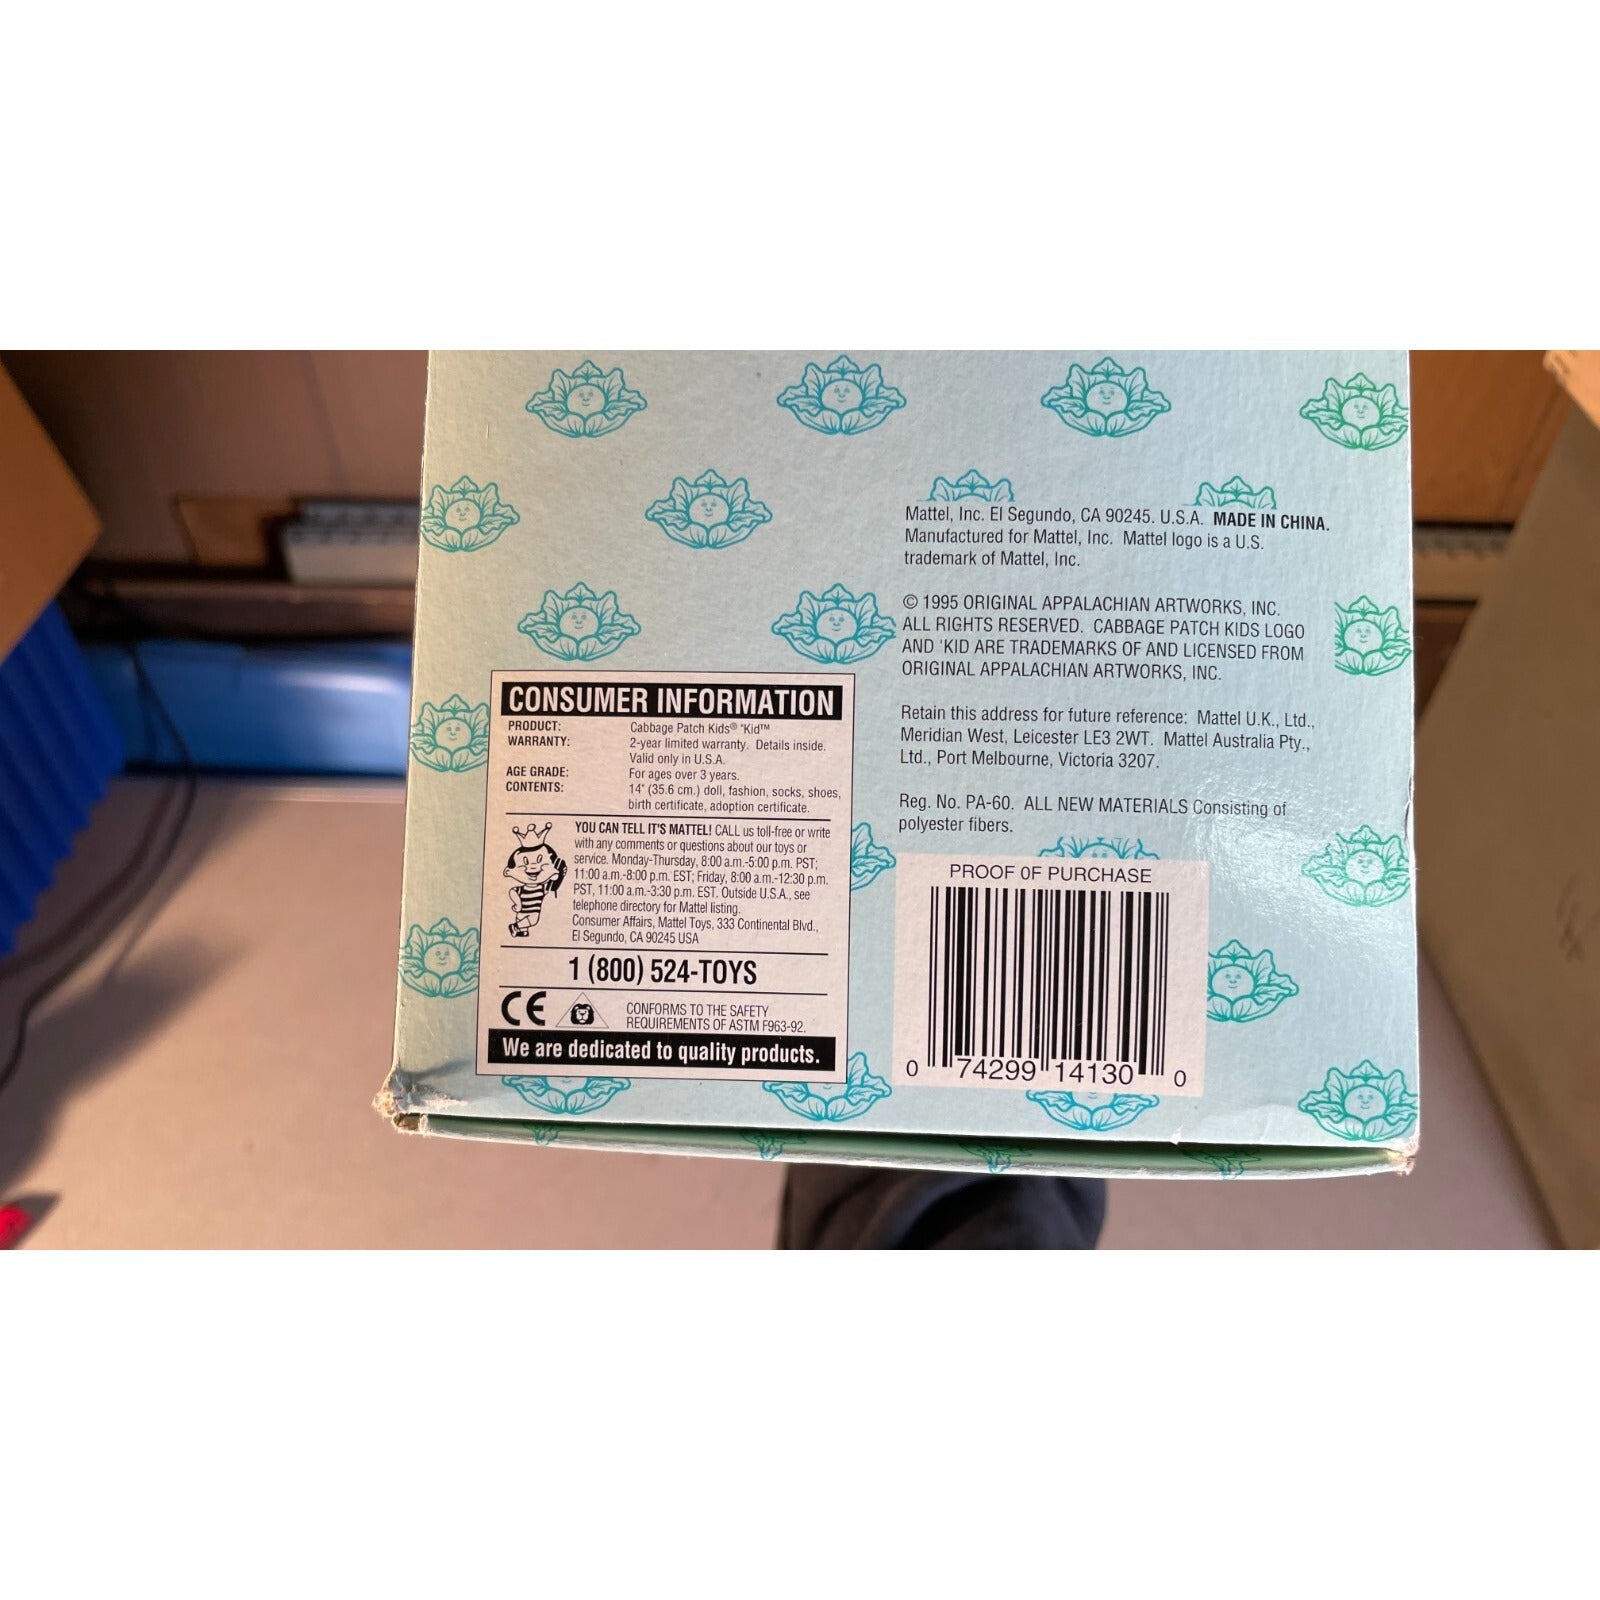 Mattel, Inc. El Segundo, CA 90245. U.S.A. MADE IN CHINA.
Manufactured for Mattel, Inc. Mattel logo is a U.S.
trademark of Mattel, Inc.
© 1995 ORIGINAL APPALACHIAN ARTWORKS, INC.
ALL RIGHTS RESERVED. CABBAGE PATCH KIDS LOGO
AND 'KID ARE TRADEMARKS OF AND LICENSED FROM
ORIGINAL APPALACHIAN ARTWORKS, INC.
Retain this address for future reference: Mattel U.K., Ltd.,
Meridian West, Leicester LE3 2WT. Mattel Australia Pty.,
Ltd., Port Melbourne, Victoria 3207.
Reg. No. PA-60. ALL NEW MATERIALS Consisting of
polyester fibers.
CONSUMER INFORMATION
PRODUCT: Cabbage Patch Kids® 'Kid™
WARRANTY: 2-year limited warranty. Details inside.
Valid only in U.S.A.
AGE GRADE: For ages over 3 years.
CONTENTS: 14" (35.6 cm.) doll, fashion, socks, shoes,
birth certificate, adoption certificate.
YOU CAN TELL IT'S MATTEL! CALL us toll-free or write
with any comments or questions about our toys or
service. Monday-Thursday, 8:00 a.m.-5:00 p.m. PST;
11:00 a.m.-8:00 p.m. EST; Friday, 8:00 a.m.-12:30 p.m.
PST, 11:00 a.m.-3:30 p.m. EST. Outside U.S.A., see
telephone directory for Mattel listing.
Consumer Affairs, Mattel Toys, 333 Continental Blvd.,
El Segundo, CA 90245 USA
1 (800) 524-TOYS
CE
CONFORMS TO THE SAFETY
REQUIREMENTS OF ASTM F963-92.
We are dedicated to quality products.
PROOF OF PURCHASE
0 74299 14130 0